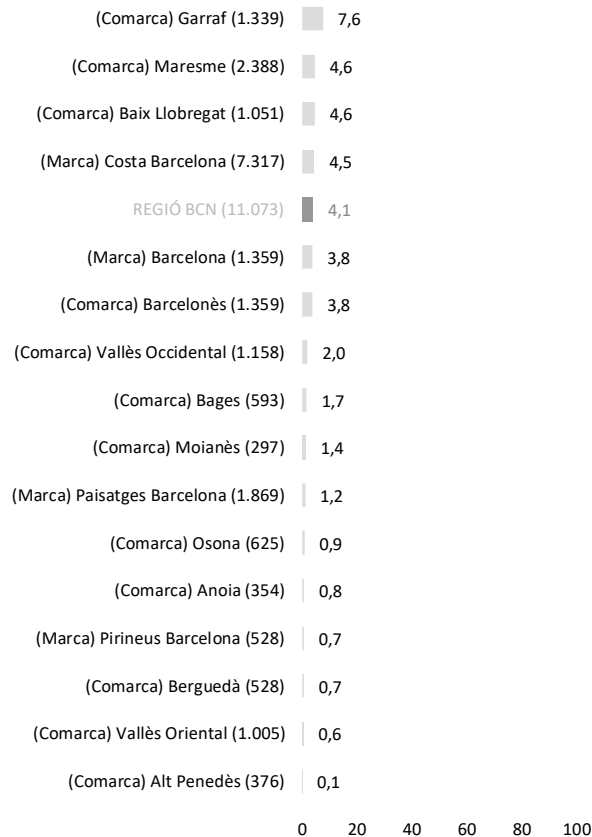 (Comarca) Garraf (1.339) 7,6
(Comarca) Maresme (2.388) 4,6
(Comarca) Baix Llobregat (1.051) 4,6
(Marca) Costa Barcelona (7.317) 4,5
REGIÓ BCN (11.073) 4,1
(Marca) Barcelona (1.359) 3,8
(Comarca) Barcelonès (1.359) 3,8
(Comarca) Vallès Occidental (1.158) 2,0
(Comarca) Bages (593) 1,7
(Comarca) Moianès (297) 1,4
(Marca) Paisatges Barcelona (1.869) 1,2
(Comarca) Osona (625) 0,9
(Comarca) Anoia (354) 0,8
(Marca) Pirineus Barcelona (528) 0,7
(Comarca) Berguedà (528) 0,7
(Comarca) Vallès Oriental (1.005) 0,6
(Comarca) Alt Penedès (376) 0,1
0 20 40 60 80 100